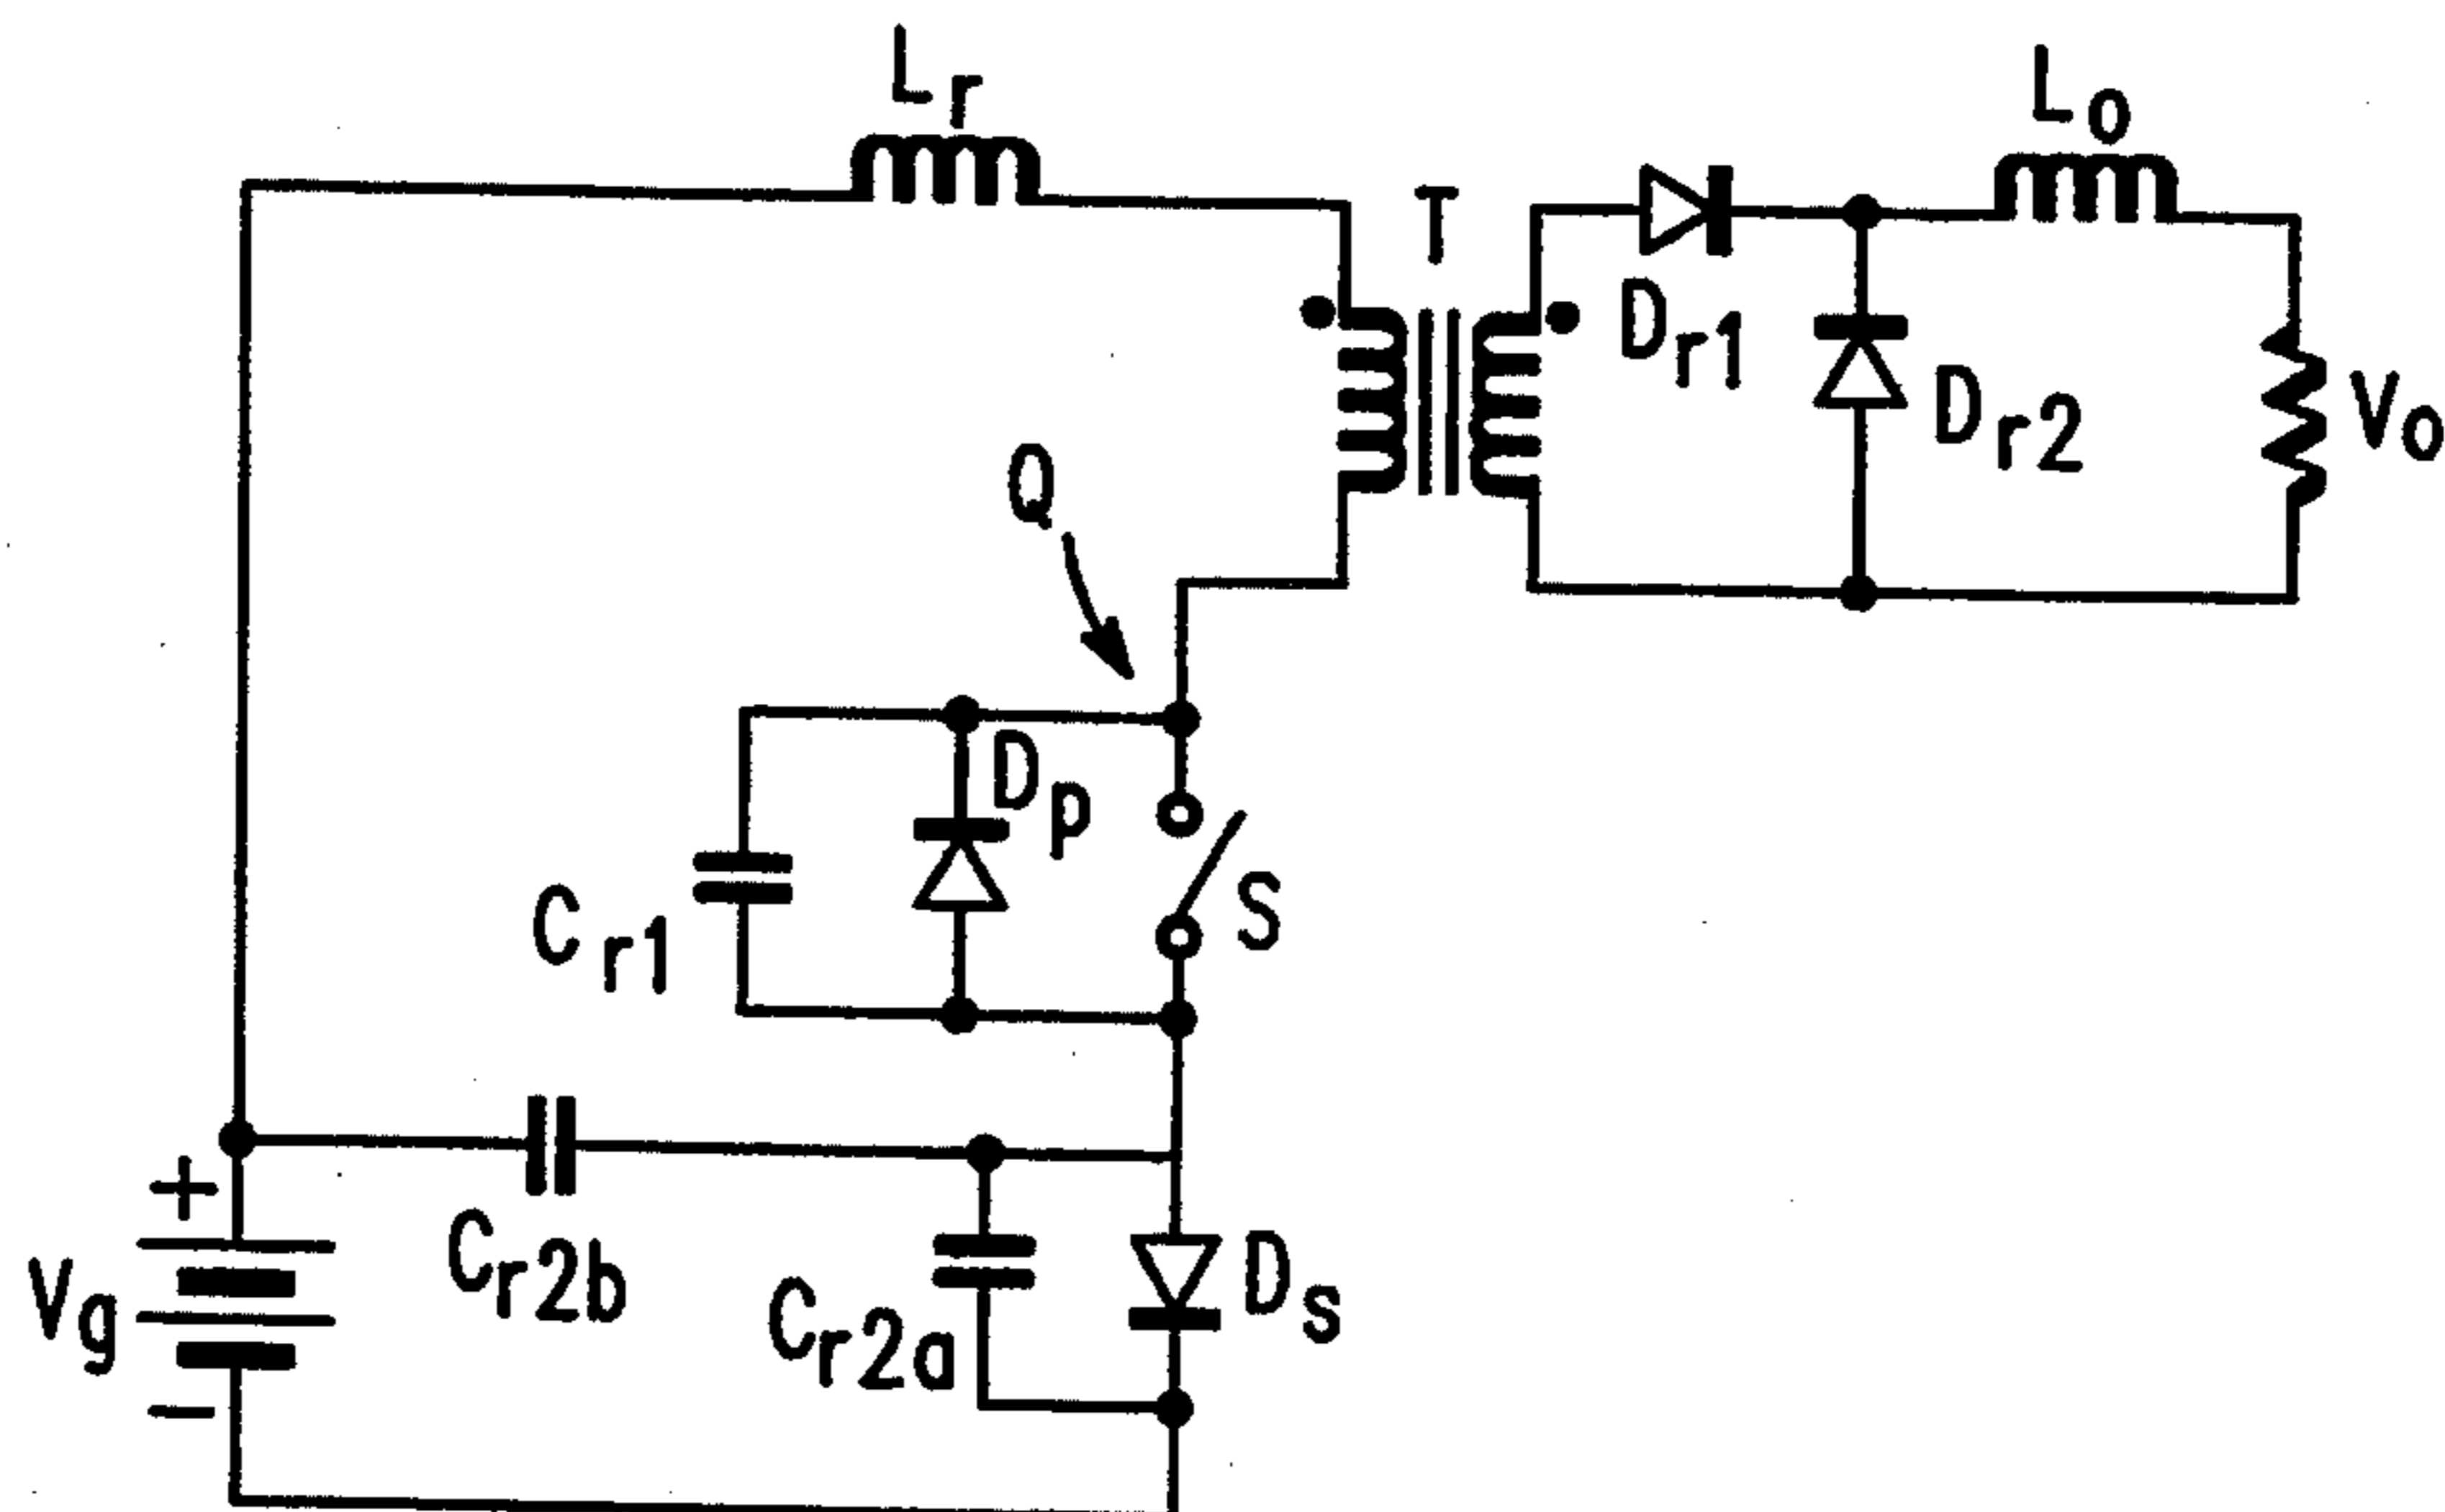 Lr
Lo
T
Dr1
Dr2
Vo
Q
Dp
S
Cr1
+
Cr2b
Vg
Cr2a
Ds
−